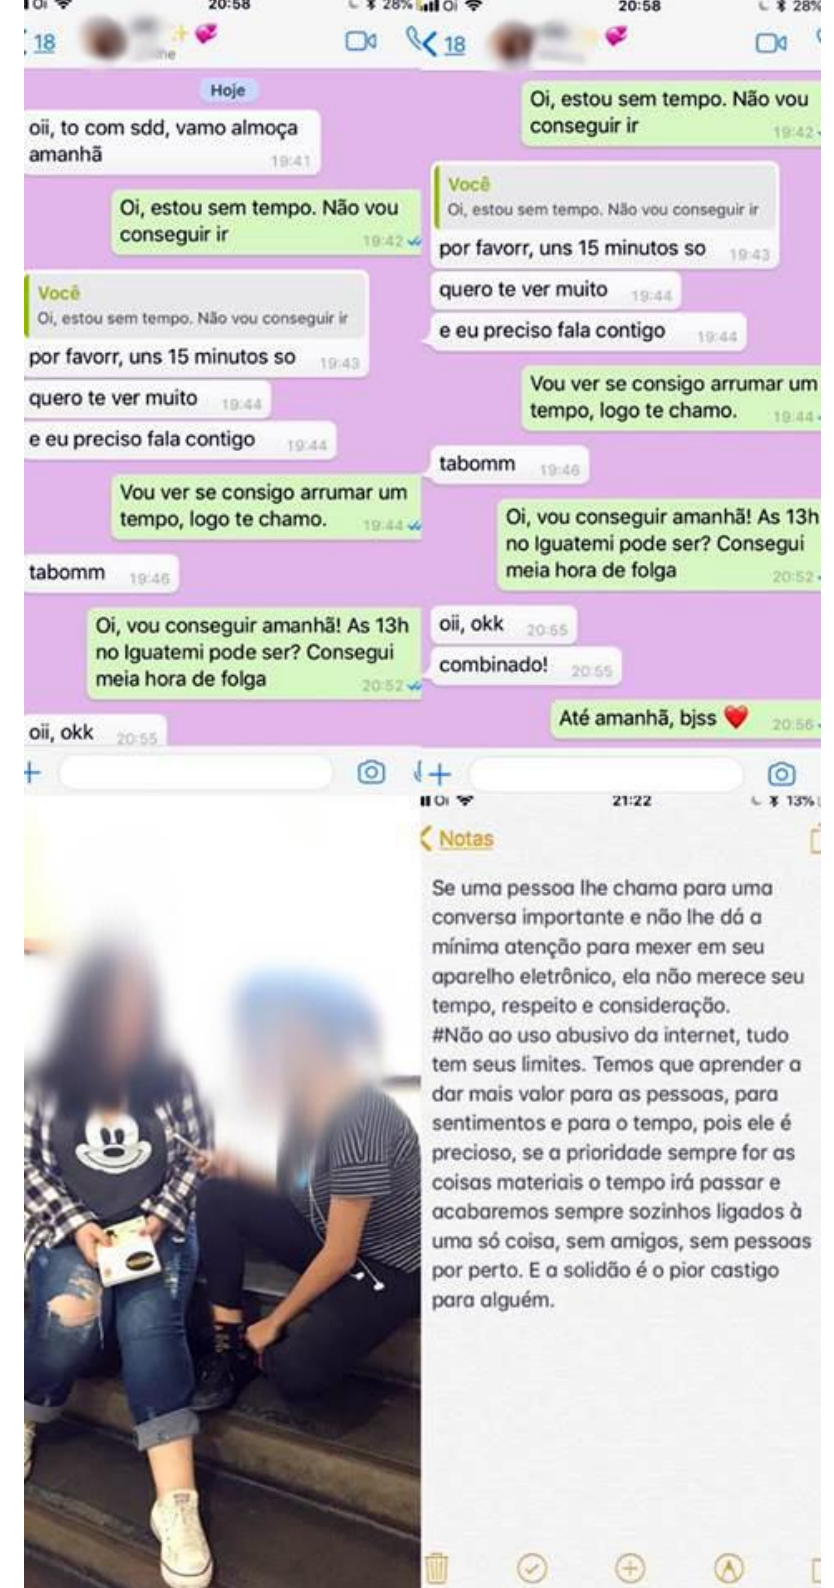 Oi
20:58
28%
18
Hoje
oii, to com sdd, vamo almoça
amanhã
19:41
Oi, estou sem tempo. Não vou
conseguir ir
19:42
Você
Oi, estou sem tempo. Não vou conseguir ir
por favorr, uns 15 minutos so
19:43
quero te ver muito
19:44
e eu preciso fala contigo
19:44
Vou ver se consigo arrumar um
tempo, logo te chamo.
19:44
tabomm
19:46
Oi, vou conseguir amanhã! As 13h
no Iguatemi pode ser? Consegui
meia hora de folga
20:52
oii, okk
20:55
Oi
20:58
28%
18
Oi, estou sem tempo. Não vou
conseguir ir
19:42
Você
Oi, estou sem tempo. Não vou conseguir ir
por favorr, uns 15 minutos so
19:43
quero te ver muito
19:44
e eu preciso fala contigo
19:44
Vou ver se consigo arrumar um
tempo, logo te chamo.
19:44
tabomm
19:46
Oi, vou conseguir amanhã! As 13h
no Iguatemi pode ser? Consegui
meia hora de folga
20:52
oii, okk
20:55
combinado!
20:55
Até amanhã, bjss ❤️
20:56
Oi
21:22
13%
Notas
Se uma pessoa lhe chama para uma
conversa importante e não lhe dá a
mínima atenção para mexer em seu
aparelho eletrônico, ela não merece seu
tempo, respeito e consideração.
#Não ao uso abusivo da internet, tudo
tem seus limites. Temos que aprender a
dar mais valor para as pessoas, para
sentimentos e para o tempo, pois ele é
precioso, se a prioridade sempre for as
coisas materiais o tempo irá passar e
acabaremos sempre sozinhos ligados à
uma só coisa, sem amigos, sem pessoas
por perto. E a solidão é o pior castigo
para alguém.